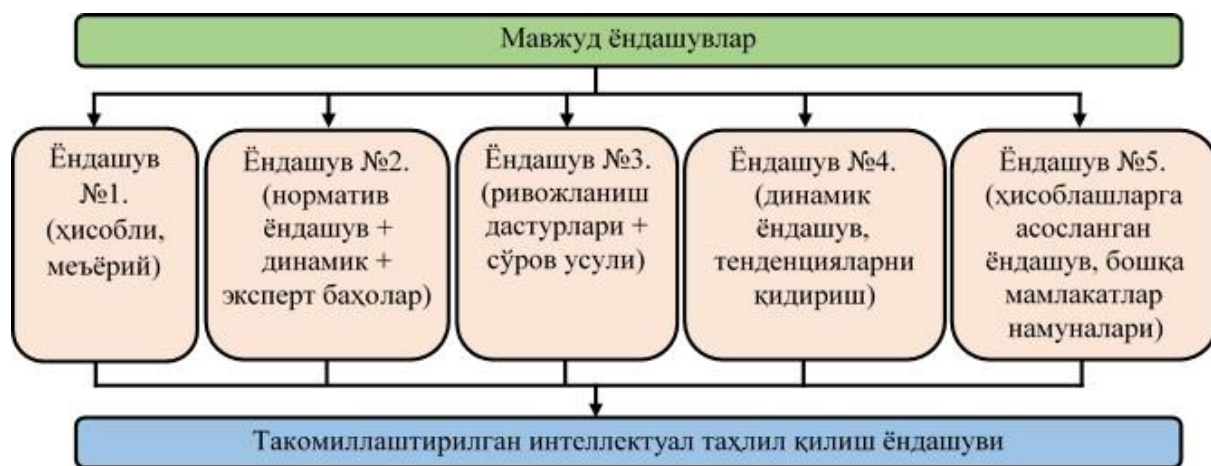 Мавжуд ёндашувлар
Ёндашув
№1.
(ҳисобли,
меъёрий)
Ёндашув №2.
(норматив
ёндашув +
динамик +
эксперт баҳолар)
Ёндашув №3.
(ривожланиш
дастурлари +
сўров усули)
Ёндашув №4.
(динамик
ёндашув,
тенденцияларни
қидириш)
Ёндашув №5.
(ҳисоблашларга
асосланган
ёндашув, бошқа
мамлакатлар
намуналари)
Такомиллаштирилган интеллектуал таҳлил қилиш ёндашуви